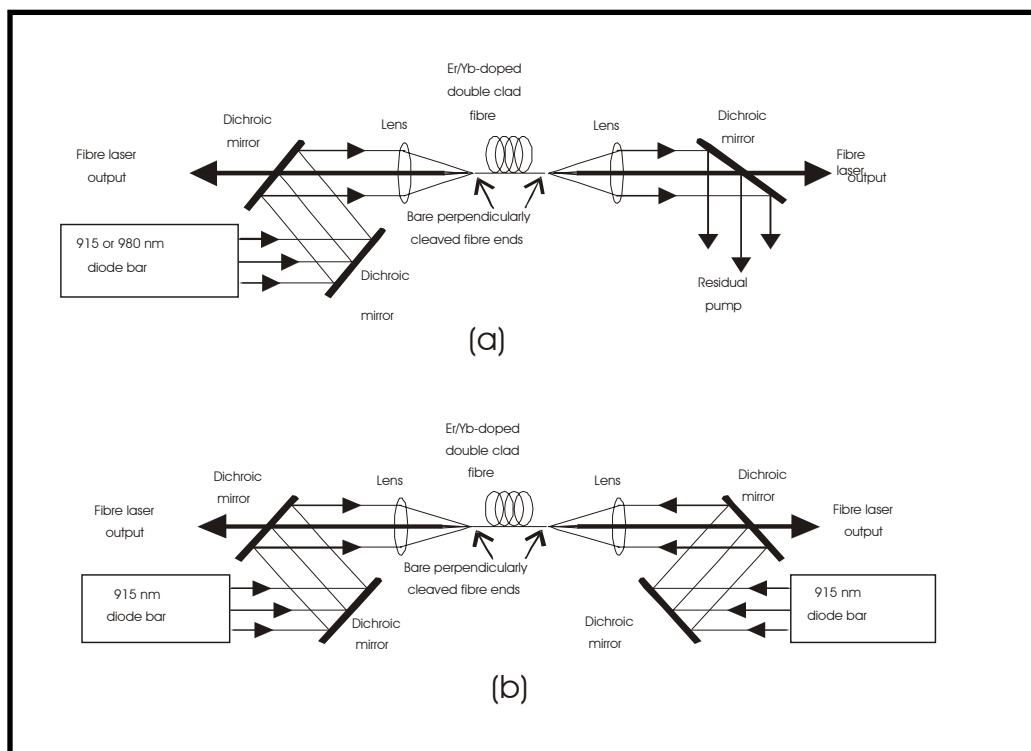 Er/Yb-doped
double clad
fibre
Dichroic
mirror
Lens
Lens
Dichroic
mirror
Fibre laser
output
Fibre
laser
output
Bare perpendicularly
cleaved fibre ends
915 or 980 nm
diode bar
Dichroic
mirror
Residual
pump
(a)
Er/Yb-doped
double clad
fibre
Dichroic
mirror
Lens
Lens
Dichroic
mirror
Fibre laser
output
Fibre laser
output
Bare perpendicularly
cleaved fibre ends
915 nm
diode bar
Dichroic
mirror
Dichroic
mirror
915 nm
diode bar
(b)